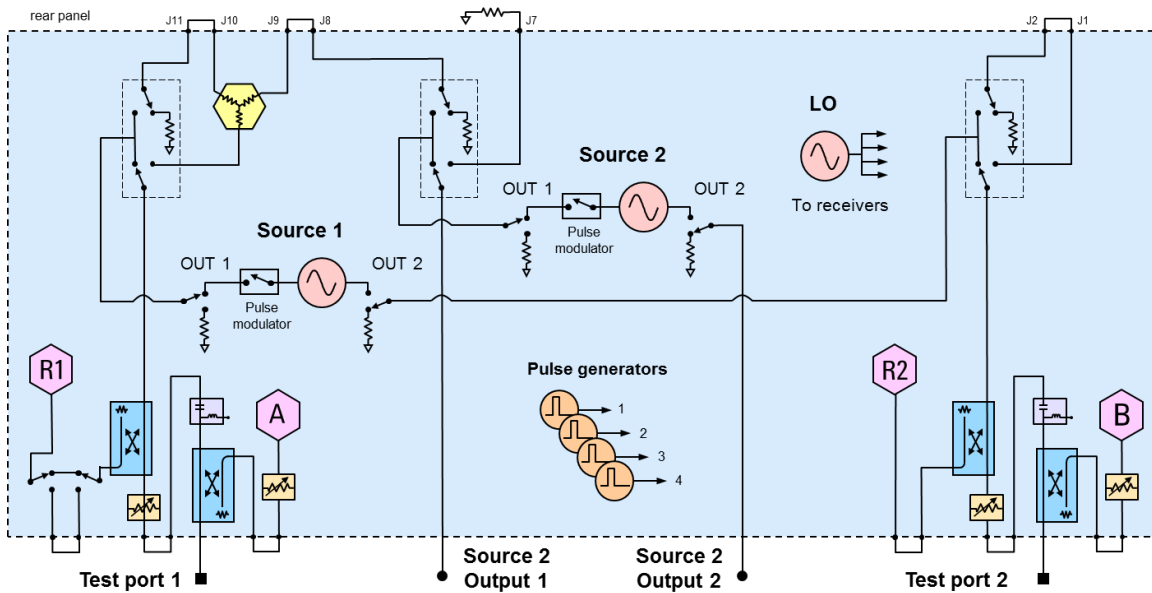 rear panel
J11
J10
J9
J8
J7
J2
J1
LO
To receivers
Source 2
OUT 1
OUT 2
Pulse
modulator
Source 1
OUT 1
OUT 2
Pulse
modulator
R1
A
Pulse generators
1
2
3
4
R2
B
Test port 1
Source 2
Output 1
Source 2
Output 2
Test port 2